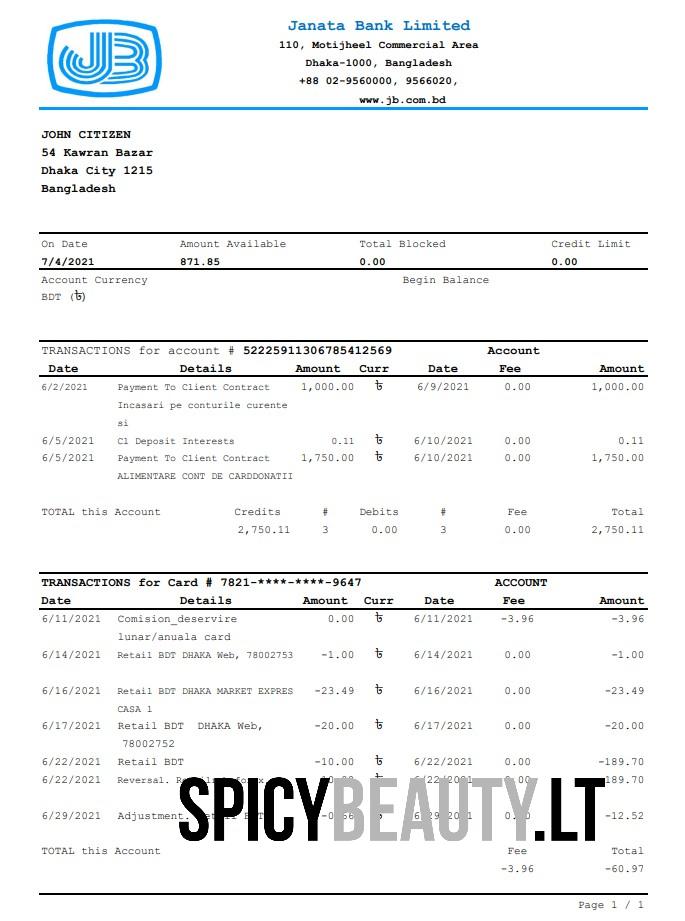 JB
Janata Bank Limited
110, Motijheel Commercial Area
Dhaka-1000, Bangladesh
+88 02-9560000, 9566020,
www.jb.com.bd
JOHN CITIZEN
54 Kawran Bazar
Dhaka City 1215
Bangladesh
On Date Amount Available Total Blocked Credit Limit
7/4/2021 871.85 0.00 0.00
Account Currency Begin Balance
BDT (৳)
TRANSACTIONS for account # 52225911306785412569 Account
Date Details Amount Curr Date Fee Amount
6/2/2021 Payment To Client Contract 1,000.00 ৳ 6/9/2021 0.00 1,000.00
Incasari pe conturile curente
si
6/5/2021 Cl Deposit Interests 0.11 ৳ 6/10/2021 0.00 0.11
6/5/2021 Payment To Client Contract 1,750.00 ৳ 6/10/2021 0.00 1,750.00
ALIMENTARE CONT DE CARDDONATII
TOTAL this Account Credits # Debits # Fee Total
2,750.11 3 0.00 3 0.00 2,750.11
TRANSACTIONS for Card # 7821-****-****-9647 ACCOUNT
Date Details Amount Curr Date Fee Amount
6/11/2021 Comision_deservire 0.00 ৳ 6/11/2021 -3.96 -3.96
lunar/anuala card
6/14/2021 Retail BDT DHAKA Web, 78002753 -1.00 ৳ 6/14/2021 0.00 -1.00
6/16/2021 Retail BDT DHAKA MARKET EXPRES -23.49 ৳ 6/16/2021 0.00 -23.49
CASA 1
6/17/2021 Retail BDT DHAKA Web, -20.00 ৳ 6/17/2021 0.00 -20.00
78002752
6/22/2021 Retail BDT -10.00 ৳ 6/22/2021 0.00 -189.70
6/22/2021 Reversal. 6/22/2021 189.70
SPICYBEAUTY.LT
6/29/2021 Adjustment. -12.52
TOTAL this Account Fee Total
-3.96 -60.97
Page 1 / 1